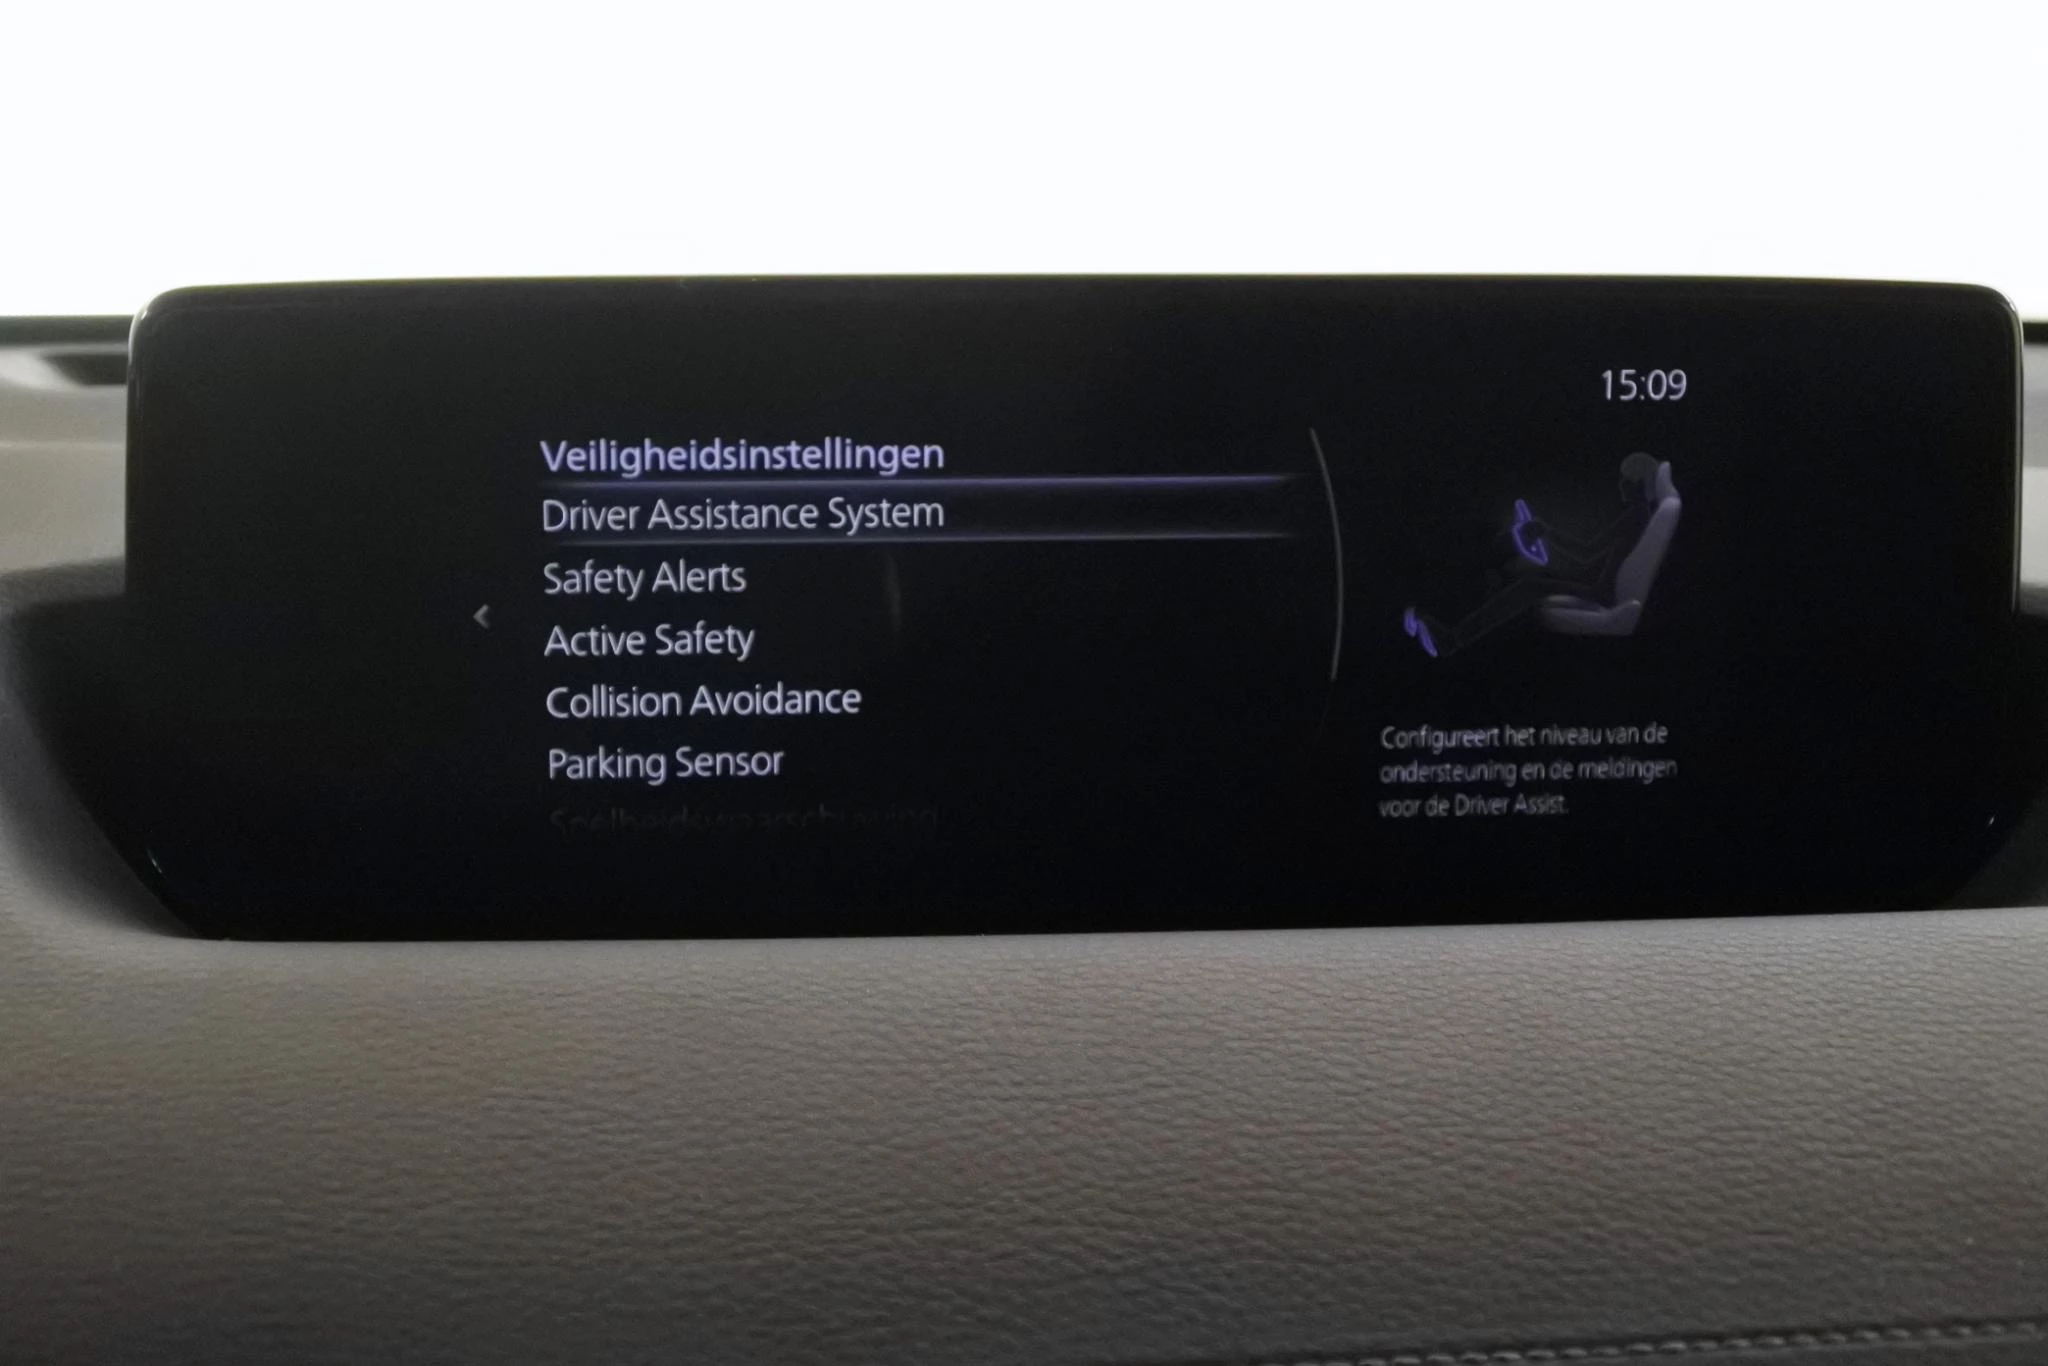 15:09
Veiligheidsinstellingen
Driver Assistance System
Safety Alerts
Active Safety
Collision Avoidance
Parking Sensor
Snelheidswaarschuwing
Configureert het niveau van de
ondersteuning en de meldingen
voor de Driver Assist.